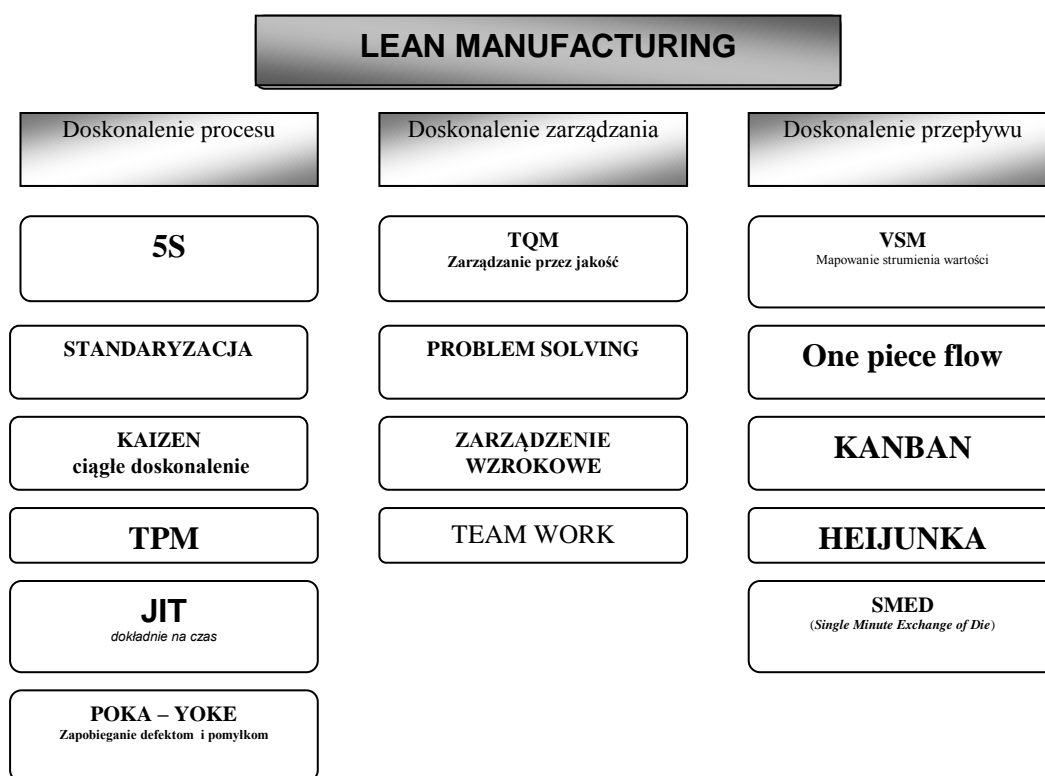 LEAN MANUFACTURING
Doskonalenie procesu
5S
STANDARYZACJA
KAIZEN
ciągłe doskonalenie
TPM
JIT
dokładnie na czas
POKA – YOKE
Zapobieganie defektom i pomyłkom
Doskonalenie zarządzania
TQM
Zarządzanie przez jakość
PROBLEM SOLVING
ZARZĄDZENIE
WZROKOWE
TEAM WORK
Doskonalenie przepływu
VSM
Mapowanie strumienia wartości
One piece flow
KANBAN
HEIJUNKA
SMED
(Single Minute Exchange of Die)